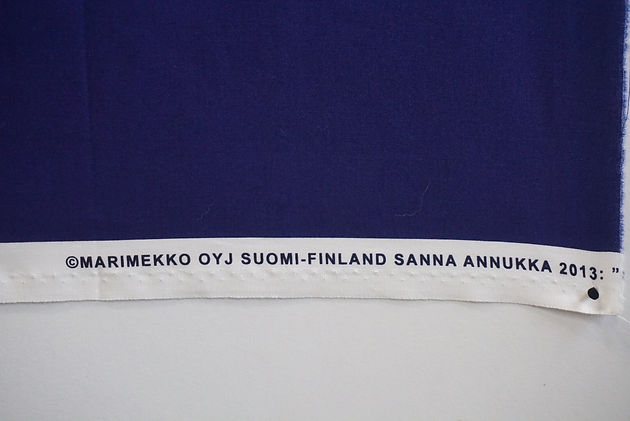 ©MARIMEKKO OYJ SUOMI-FINLAND SANNA ANNUKKA 2013: ”